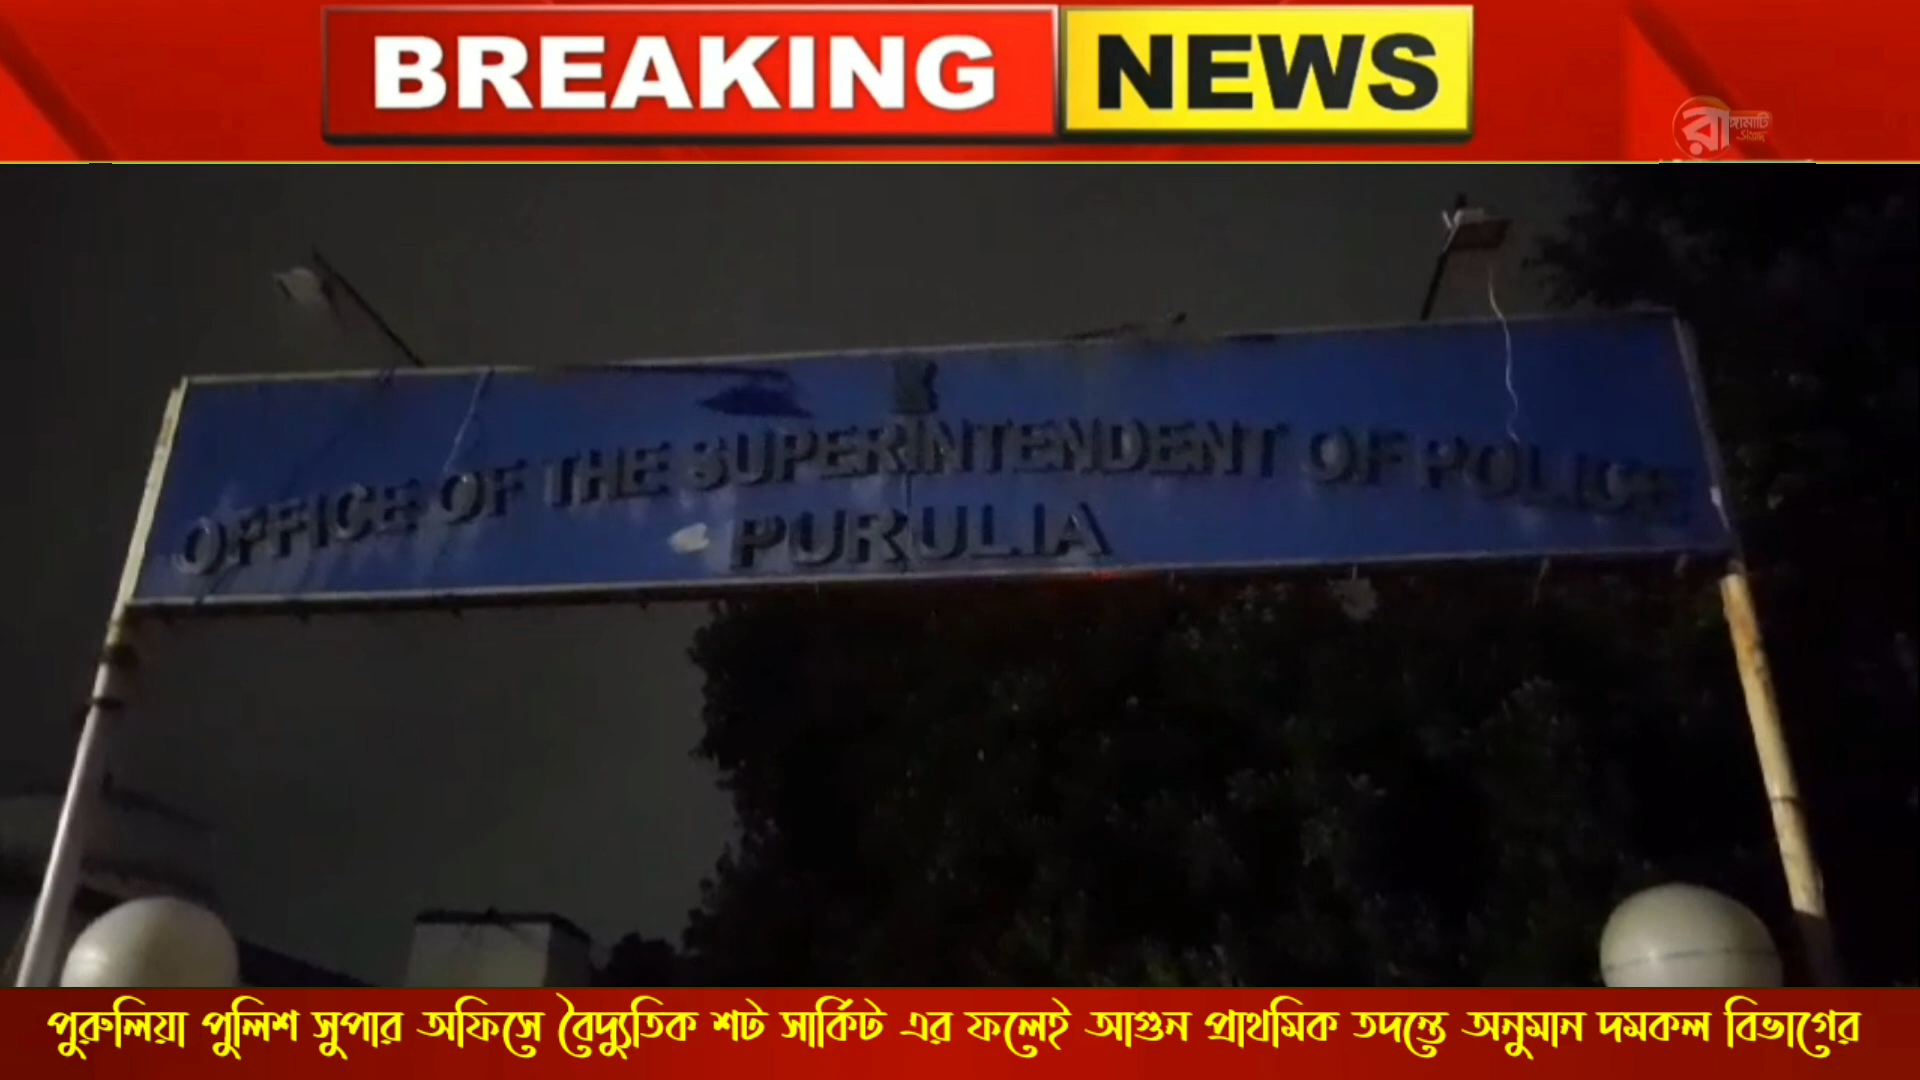 BREAKING NEWS
রাঙ্গামাটি
সংবাদ
OFFICE OF THE SUPERINTENDENT OF POLICE
PURULIA
পুরুলিয়া পুলিশ সুপার অফিসে বৈদ্যুতিক শট সার্কিট এর ফলেই আগুন প্রাথমিক তদন্তে অনুমান দমকল বিভাগের